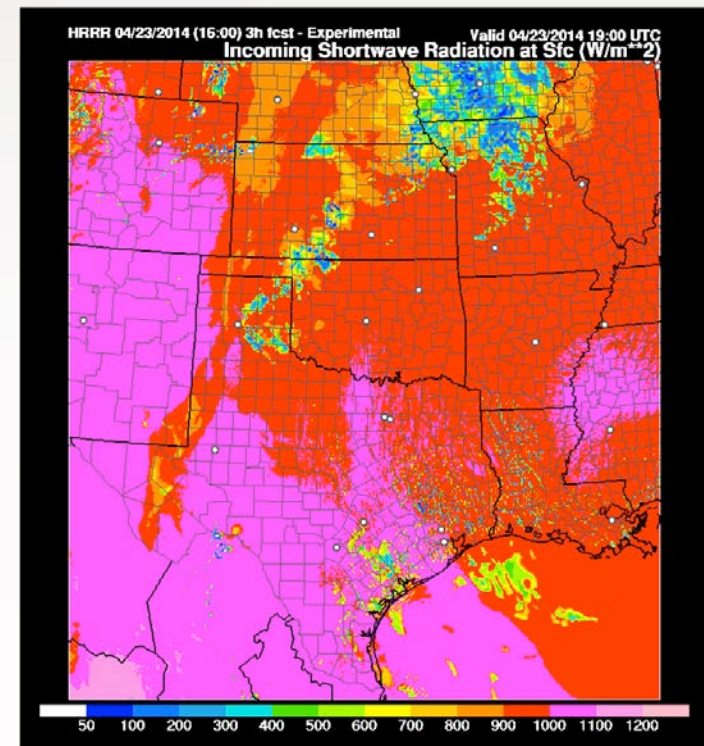 HRRR 04/23/2014 (16:00) 3h fcst - Experimental
Valid 04/23/2014 19:00 UTC
Incoming Shortwave Radiation at Sfc (W/m**2)
50 100 200 300 400 500 600 700 800 900 1000 1100 1200